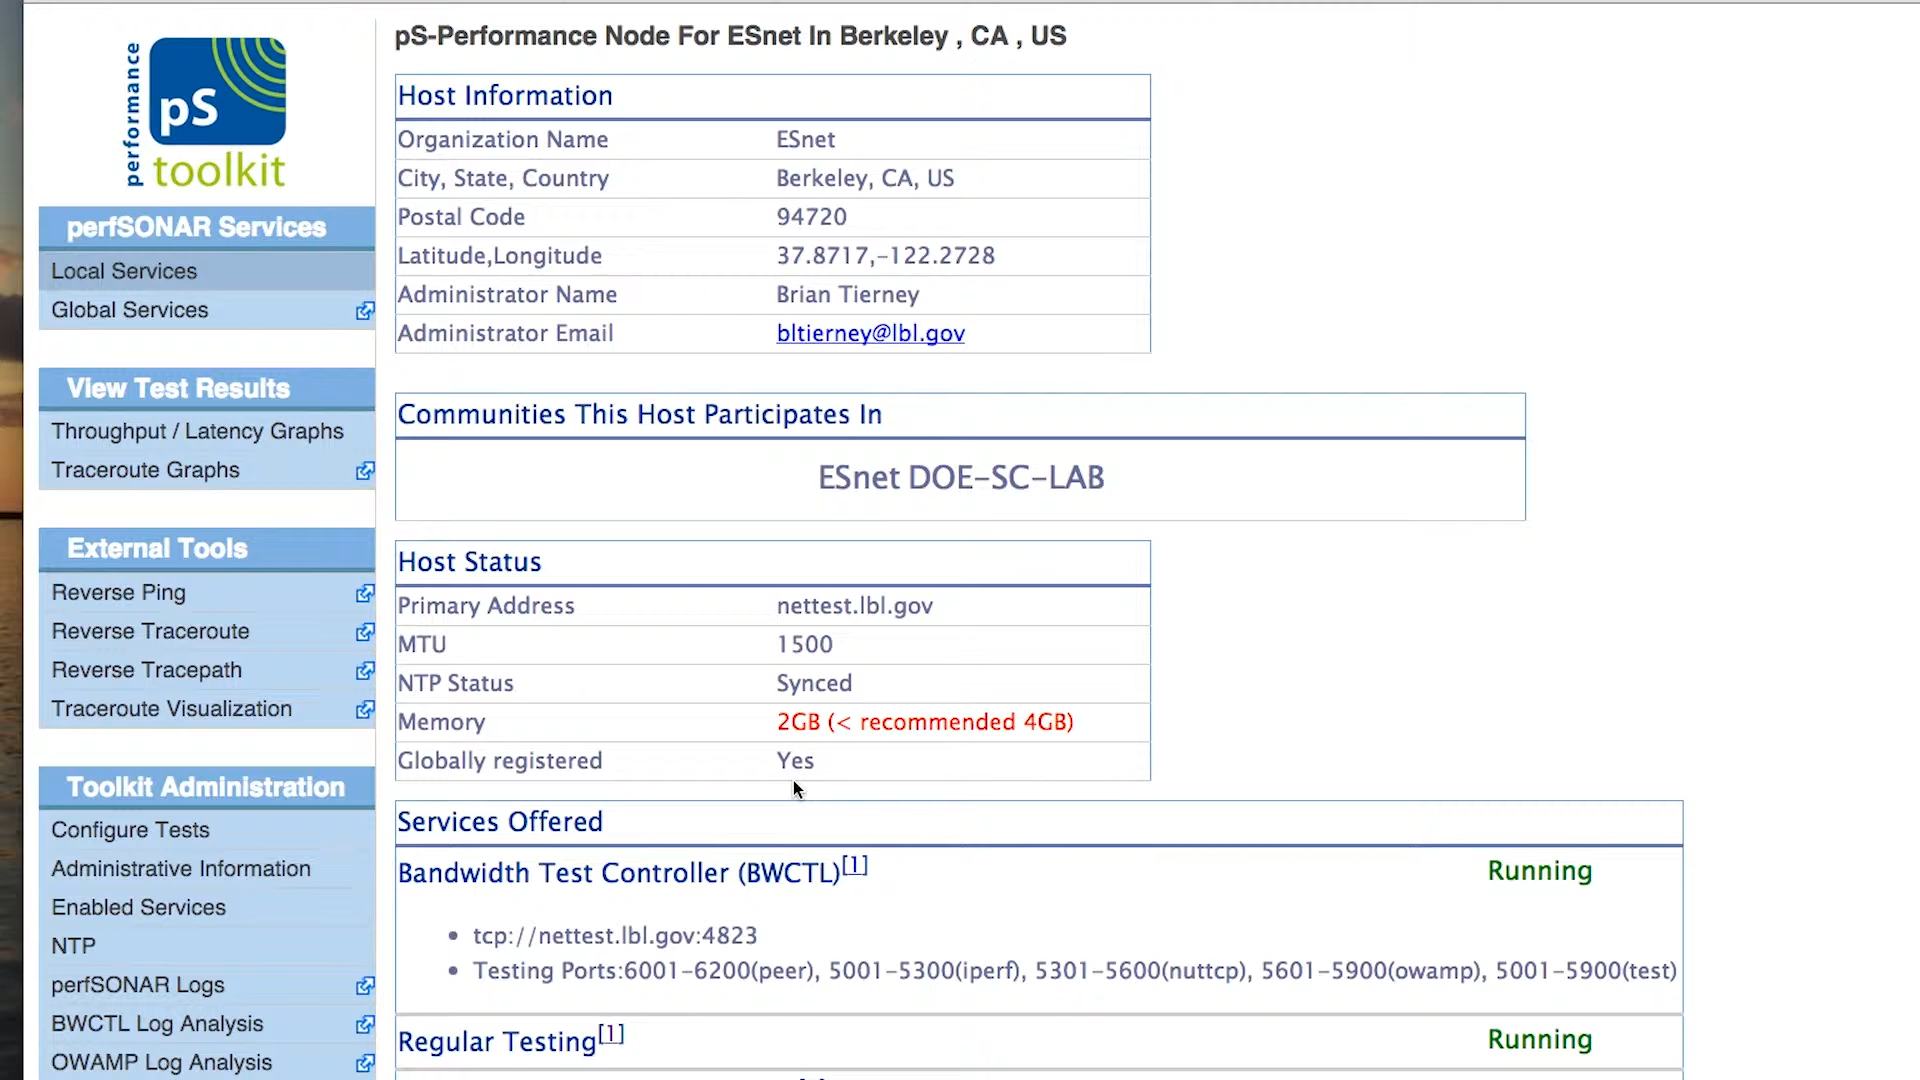 performance
pS
toolkit
perfSONAR Services
Local Services
Global Services
View Test Results
Throughput / Latency Graphs
Traceroute Graphs
External Tools
Reverse Ping
Reverse Traceroute
Reverse Tracepath
Traceroute Visualization
Toolkit Administration
Configure Tests
Administrative Information
Enabled Services
NTP
perfSONAR Logs
BWCTL Log Analysis
OWAMP Log Analysis
pS-Performance Node For ESnet In Berkeley , CA , US
Host Information
Organization Name ESnet
City, State, Country Berkeley, CA, US
Postal Code 94720
Latitude,Longitude 37.8717,-122.2728
Administrator Name Brian Tierney
Administrator Email bltierney@lbl.gov
Communities This Host Participates In
ESnet DOE-SC-LAB
Host Status
Primary Address nettest.lbl.gov
MTU 1500
NTP Status Synced
Memory 2GB (< recommended 4GB)
Globally registered Yes
Services Offered
Bandwidth Test Controller (BWCTL)[1] Running
• tcp://nettest.lbl.gov:4823
• Testing Ports:6001-6200(peer), 5001-5300(iperf), 5301-5600(nuttcp), 5601-5900(owamp), 5001-5900(test)
Regular Testing[1] Running